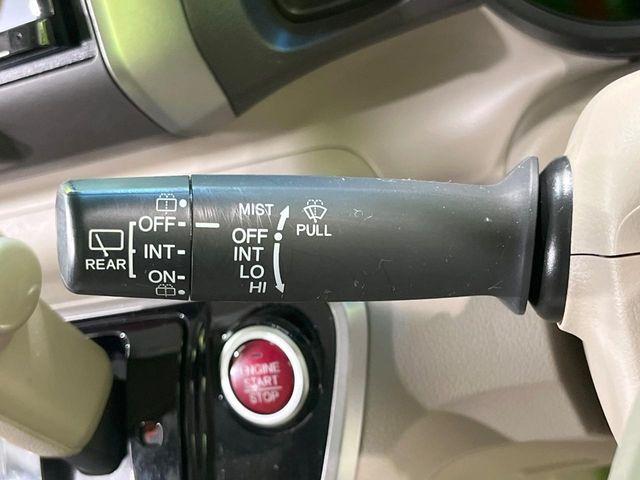 OFF
INT
ON
REAR
MIST
OFF
INT
LO
HI
PULL
ENGINE
START
STOP